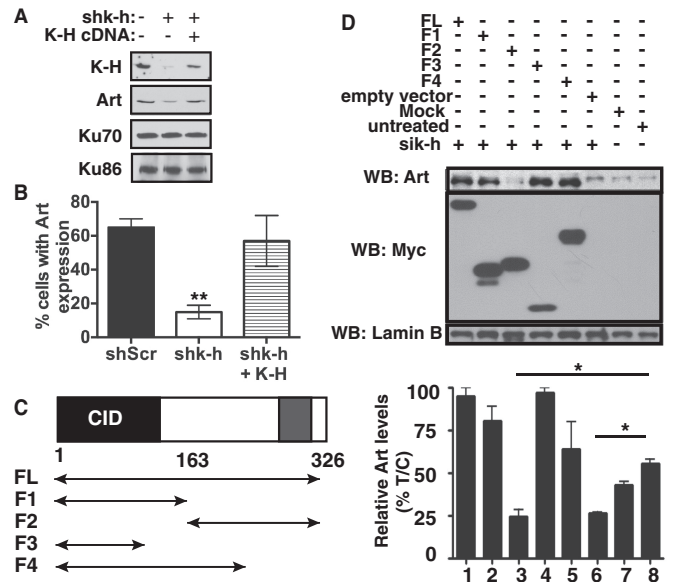 A
shk-h: - + +
K-H cDNA: - - +
K-H
Art
Ku70
Ku86
B
% cells with Art
expression
80
60
40
20
0
**
shScr
shk-h
shk-h
+ K-H
C
CID
1
163
326
FL
F1
F2
F3
F4
D
FL + - - - - - - -
F1 - + - - - - - -
F2 - - + - - - - -
F3 - - - + - - - -
F4 - - - - + - - -
empty vector - - - - - + - -
Mock - - - - - - + -
untreated - - - - - - - +
sik-h + + + + + + - -
WB: Art
WB: Myc
WB: Lamin B
Relative Art levels
(% T/C)
100
75
50
25
0
*
*
1 2 3 4 5 6 7 8